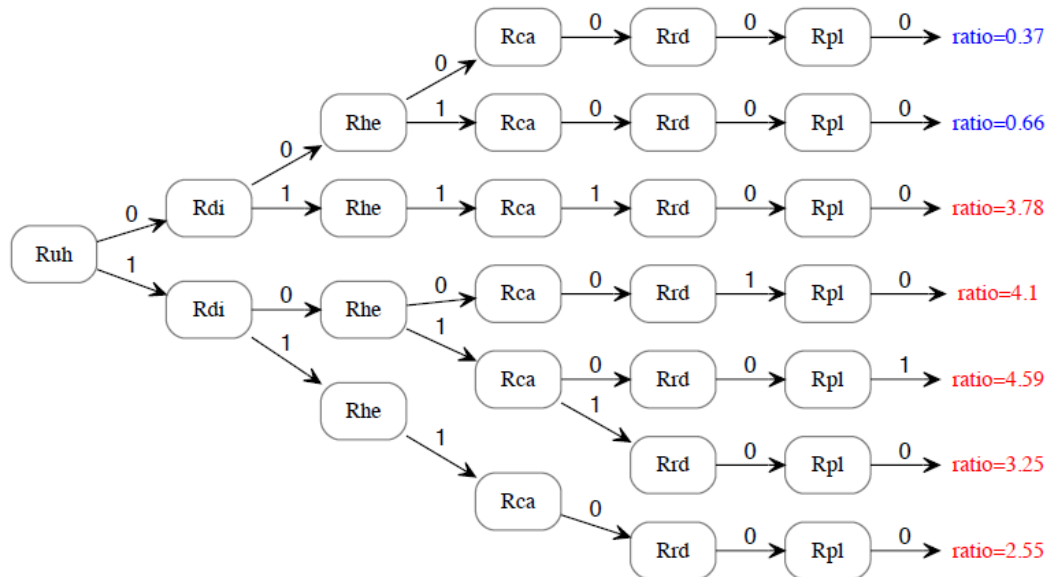 Rca 0 Rrd 0 Rpl 0 ratio=0.37
0
Rhe 1 Rca 0 Rrd 0 Rpl 0 ratio=0.66
0
Rdi 1 Rhe 1 Rca 1 Rrd 0 Rpl 0 ratio=3.78
0
Ruh
1
Rdi 0 Rhe 0 Rca 0 Rrd 1 Rpl 0 ratio=4.1
1
1
Rca 0 Rrd 0 Rpl 1 ratio=4.59
Rhe
1
1
Rrd 0 Rpl 0 ratio=3.25
Rca
0
Rrd 0 Rpl 0 ratio=2.55